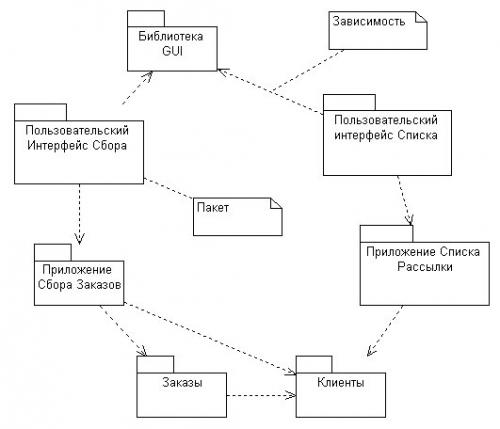 Зависимость
Библиотека
GUI
Пользовательский
Интерфейс Сбора
Пользовательский
интерфейс Списка
Пакет
Приложение
Сбора Заказов
Приложение Списка
Рассылки
Заказы
Клиенты